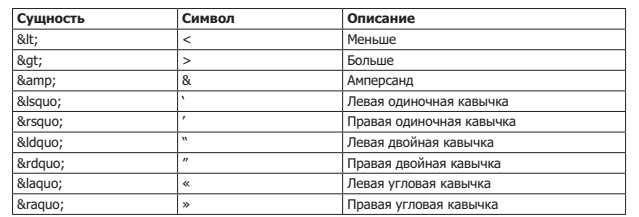 Сущность Символ Описание
&lt; < Меньше
&gt; > Больше
&amp; & Амперсанд
&lsquo; ‘ Левая одиночная кавычка
&rsquo; ’ Правая одиночная кавычка
&ldquo; “ Левая двойная кавычка
&rdquo; ” Правая двойная кавычка
&laquo; « Левая угловая кавычка
&raquo; » Правая угловая кавычка